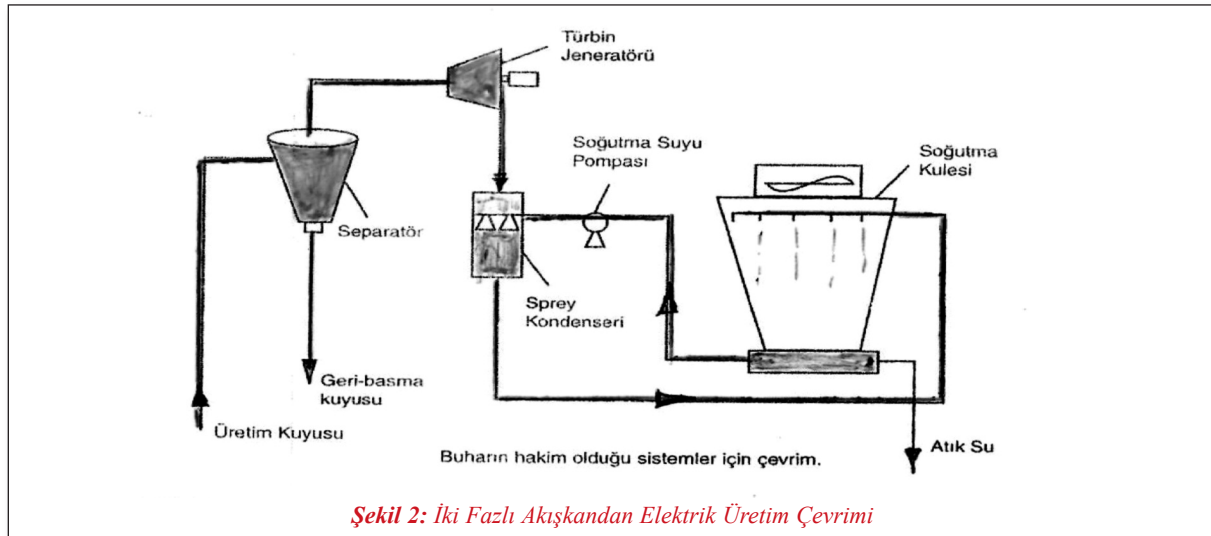 Türbin
Jeneratörü
Soğutma Suyu
Pompası
Soğutma
Kulesi
Separatör
Sprey
Kondenseri
Geri-basma
kuyusu
Üretim Kuyusu
Atık Su
Buharın hakim olduğu sistemler için çevrim.
Şekil 2: İki Fazlı Akışkandan Elektrik Üretim Çevrimi